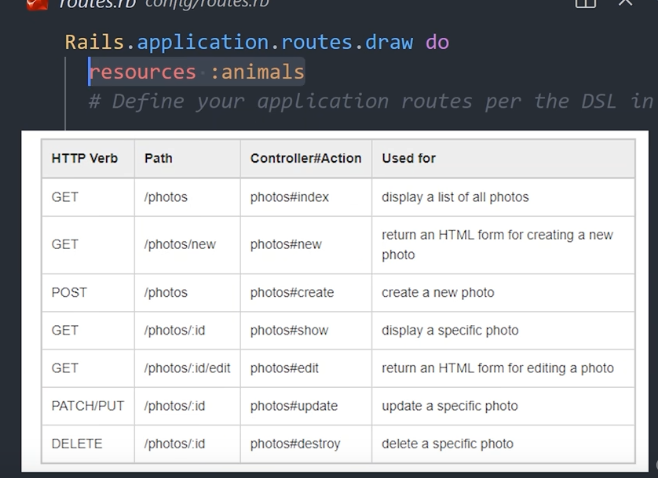 routes.rb config/routes.rb
Rails.application.routes.draw do
resources :animals
# Define your application routes per the DSL in
HTTP Verb Path Controller#Action Used for
GET /photos photos#index display a list of all photos
GET /photos/new photos#new return an HTML form for creating a new
photo
POST /photos photos#create create a new photo
GET /photos/:id photos#show display a specific photo
GET /photos/:id/edit photos#edit return an HTML form for editing a photo
PATCH/PUT /photos/:id photos#update update a specific photo
DELETE /photos/:id photos#destroy delete a specific photo